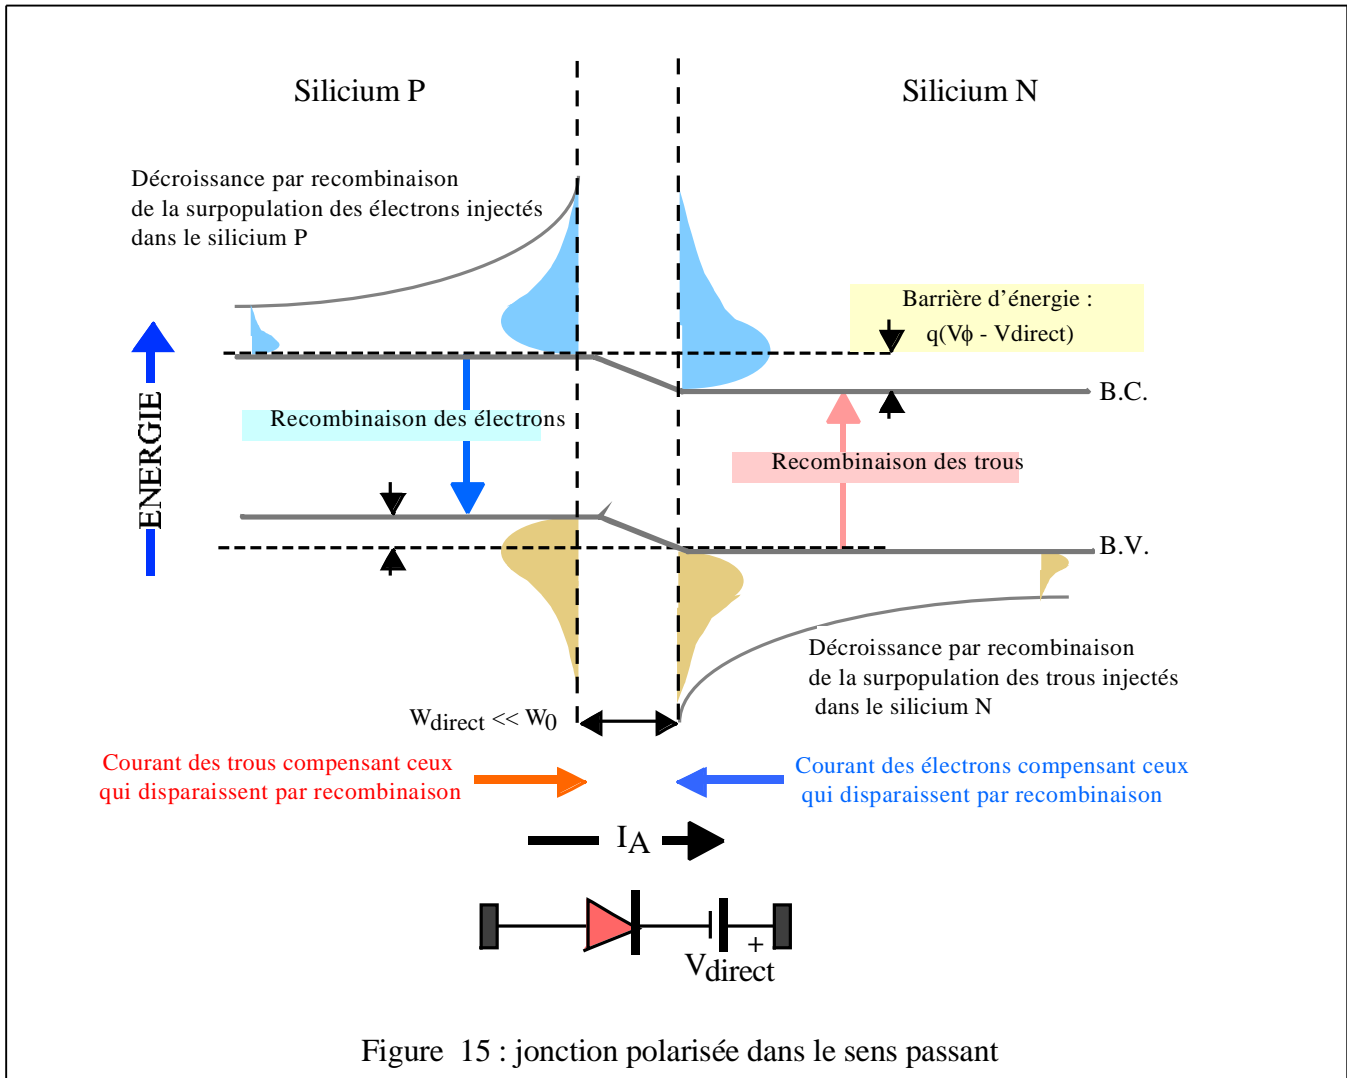 Silicium P
Silicium N
Décroissance par recombinaison
de la surpopulation des électrons injectés
dans le silicium P
Barrière d'énergie :
q(Vϕ - Vdirect)
B.C.
ENERGIE
Recombinaison des électrons
Recombinaison des trous
B.V.
Décroissance par recombinaison
de la surpopulation des trous injectés
dans le silicium N
Wdirect << W0
Courant des trous compensant ceux
qui disparaissent par recombinaison
Courant des électrons compensant ceux
qui disparaissent par recombinaison
IA
+
Vdirect
Figure 15 : jonction polarisée dans le sens passant